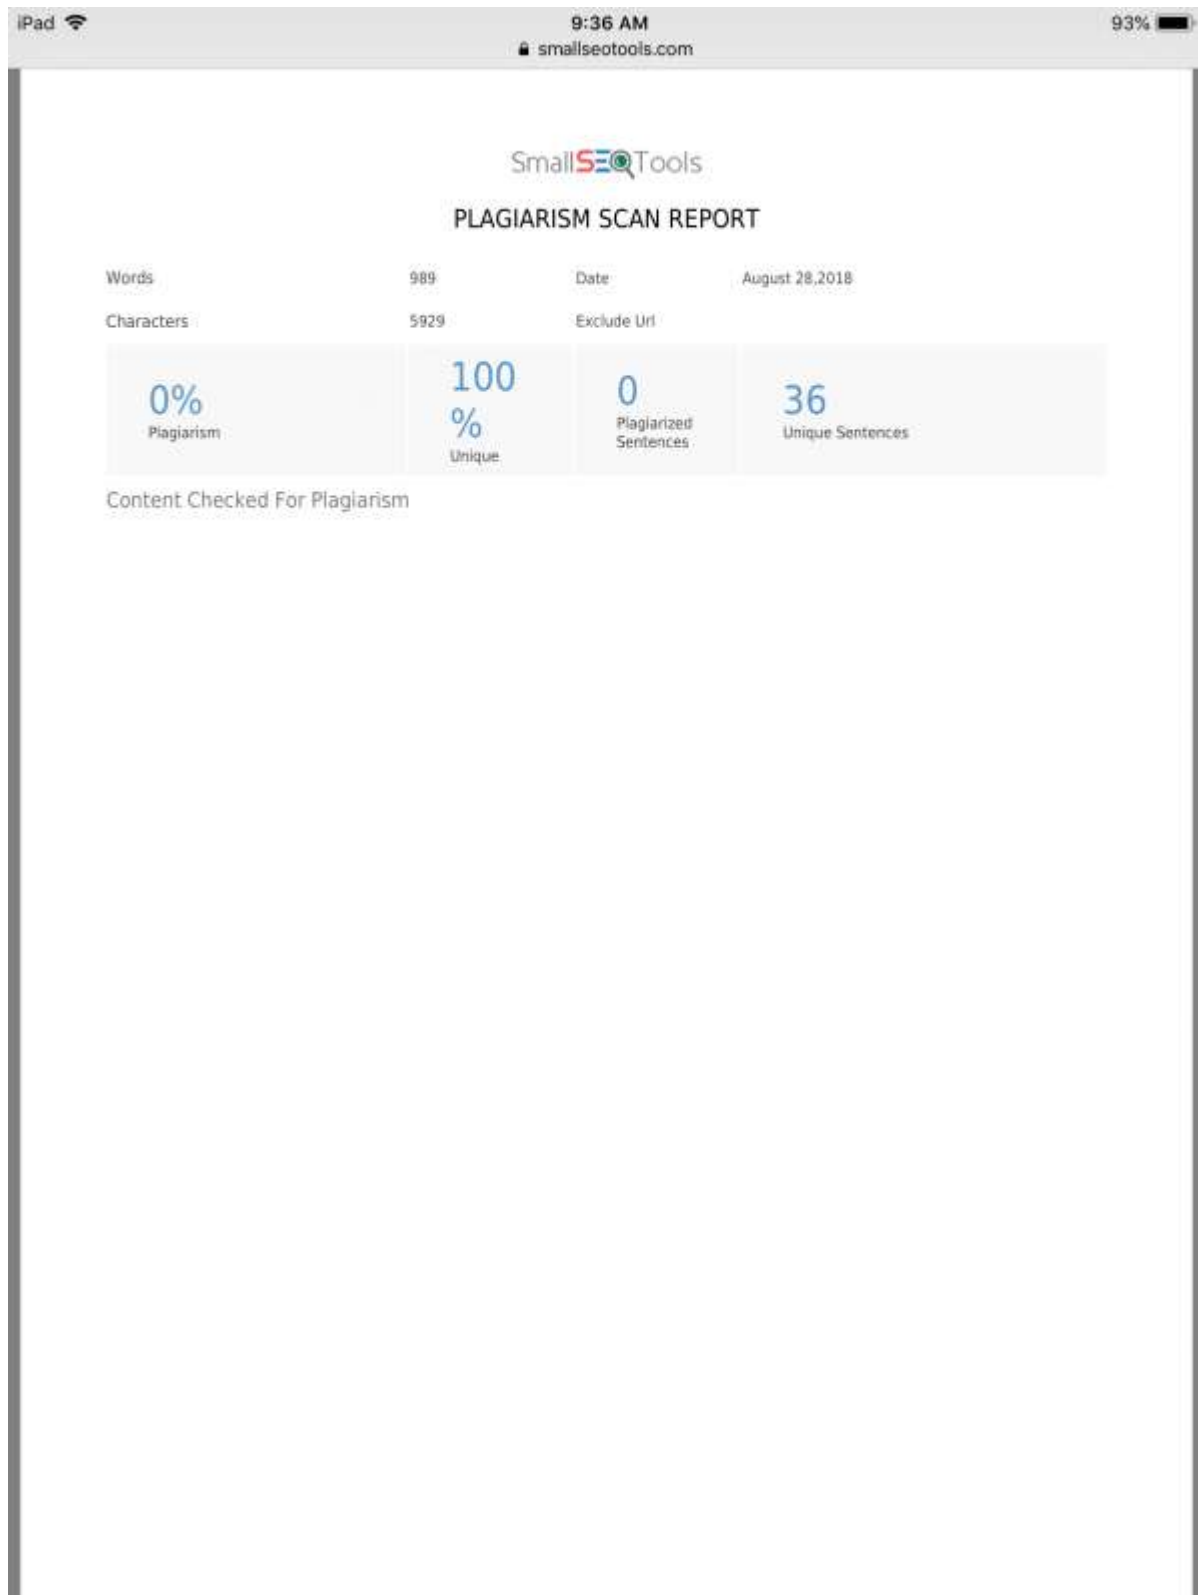 iPad 9:36 AM 93%
smallseotools.com
SmallSEOTools
PLAGIARISM SCAN REPORT
Words 989 Date August 28,2018
Characters 5929 Exclude Url
0%
Plagiarism
100
%
Unique
0
Plagiarized
Sentences
36
Unique Sentences
Content Checked For Plagiarism